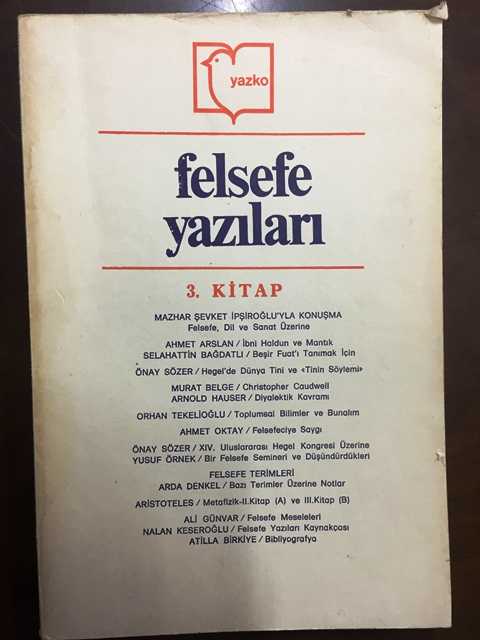 yazko
felsefe
yazıları
3. KİTAP
MAZHAR ŞEVKET İPŞİROĞLU'YLA KONUŞMA
Felsefe, Dil ve Sanat Üzerine
AHMET ARSLAN / İbni Haldun ve Mantık
SELAHATTİN BAĞDATLI / Beşir Fuat'ı Tanımak İçin
ÖNAY SÖZER / Hegel'de Dünya Tini ve «Tinin Söylemi»
MURAT BELGE / Christopher Caudwell
ARNOLD HAUSER / Diyalektik Kavramı
ORHAN TEKELİOĞLU / Toplumsal Bilimler ve Bunalım
AHMET OKTAY / Felsefeciye Saygı
ÖNAY SÖZER / XIV. Uluslararası Hegel Kongresi Üzerine
YUSUF ÖRNEK / Bir Felsefe Semineri ve Düşündürdükleri
FELSEFE TERİMLERİ
ARDA DENKEL / Bazı Terimler Üzerine Notlar
ARİSTOTELES / Metafizik-II.Kitap (A) ve III.Kitap (B)
ALİ GÜNVAR / Felsefe Meseleleri
NALAN KESEROĞLU / Felsefe Yazıları Kaynakçası
ATİLLA BİRKİYE / Bibliyografya